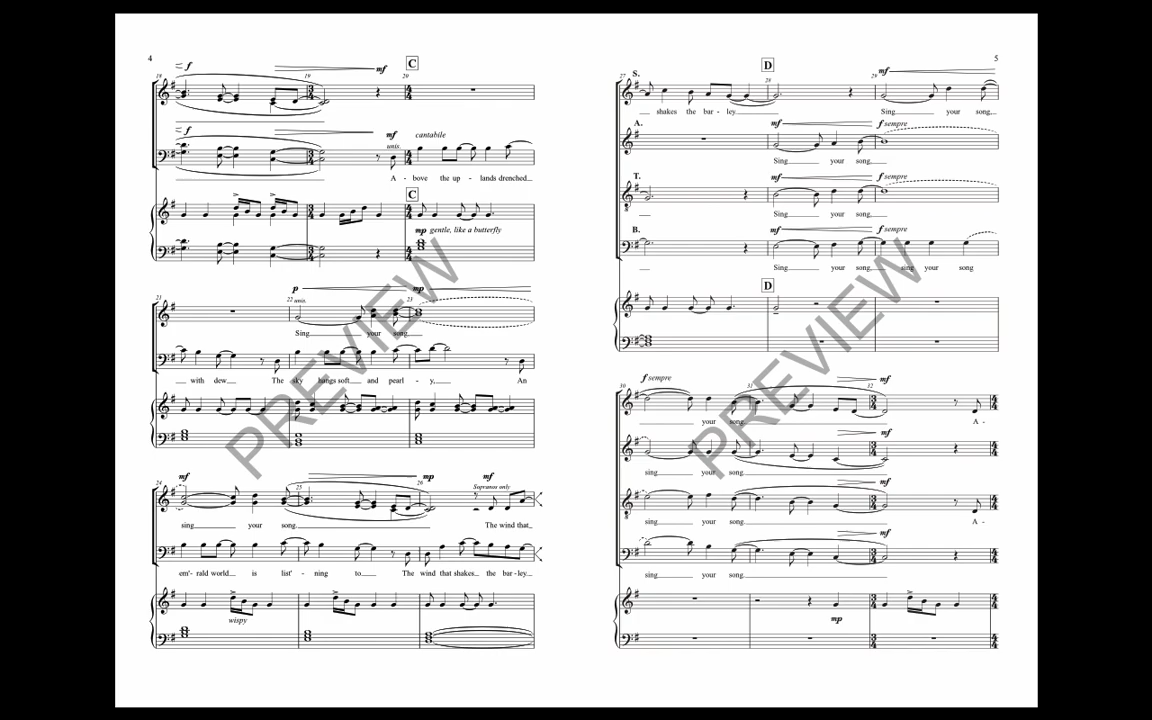 4
f
mf
C
18
19
20
f
mf
cantabile
unis.
A - bove the up - lands drenched
C
mp gentle, like a butterfly
p
mp
21
22
unis.
23
Sing your song.
with dew The sky hangs soft and pearl - y, An
mf
mp
mf
24
25
26
Sopranos only
sing your song. The wind that
em'- rald world is list' - ning to The wind that shakes the bar - ley
wispy
PREVIEW
5
D
mf
27
S.
28
29
shakes the bar - ley
Sing your song,
A.
mf
f sempre
Sing your song,
T.
mf
f sempre
Sing your song,
B.
mf
f sempre
Sing your song, sing your song
D
f sempre
mf
30
31
32
your song. A -
mf
sing your song.
mf
sing your song. A -
mf
sing your song.
mp
PREVIEW